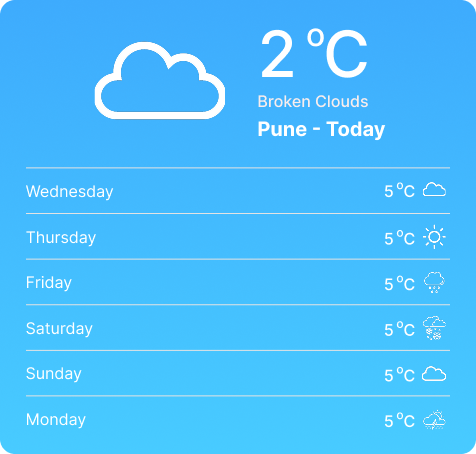 2 °C
Broken Clouds
Pune - Today
Wednesday 5 °C
Thursday 5 °C
Friday 5 °C
Saturday 5 °C
Sunday 5 °C
Monday 5 °C